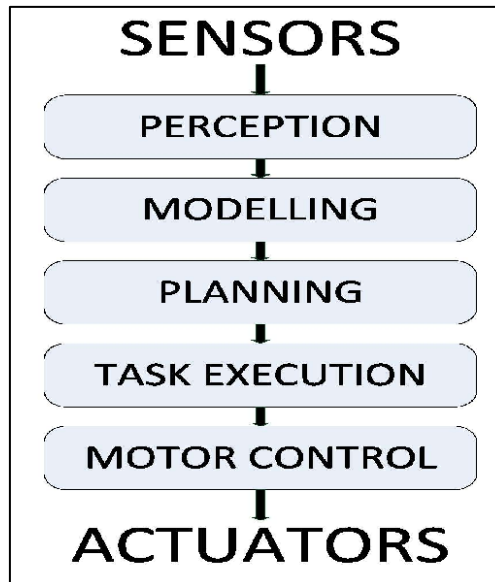 SENSORS
PERCEPTION
MODELLING
PLANNING
TASK EXECUTION
MOTOR CONTROL
ACTUATORS